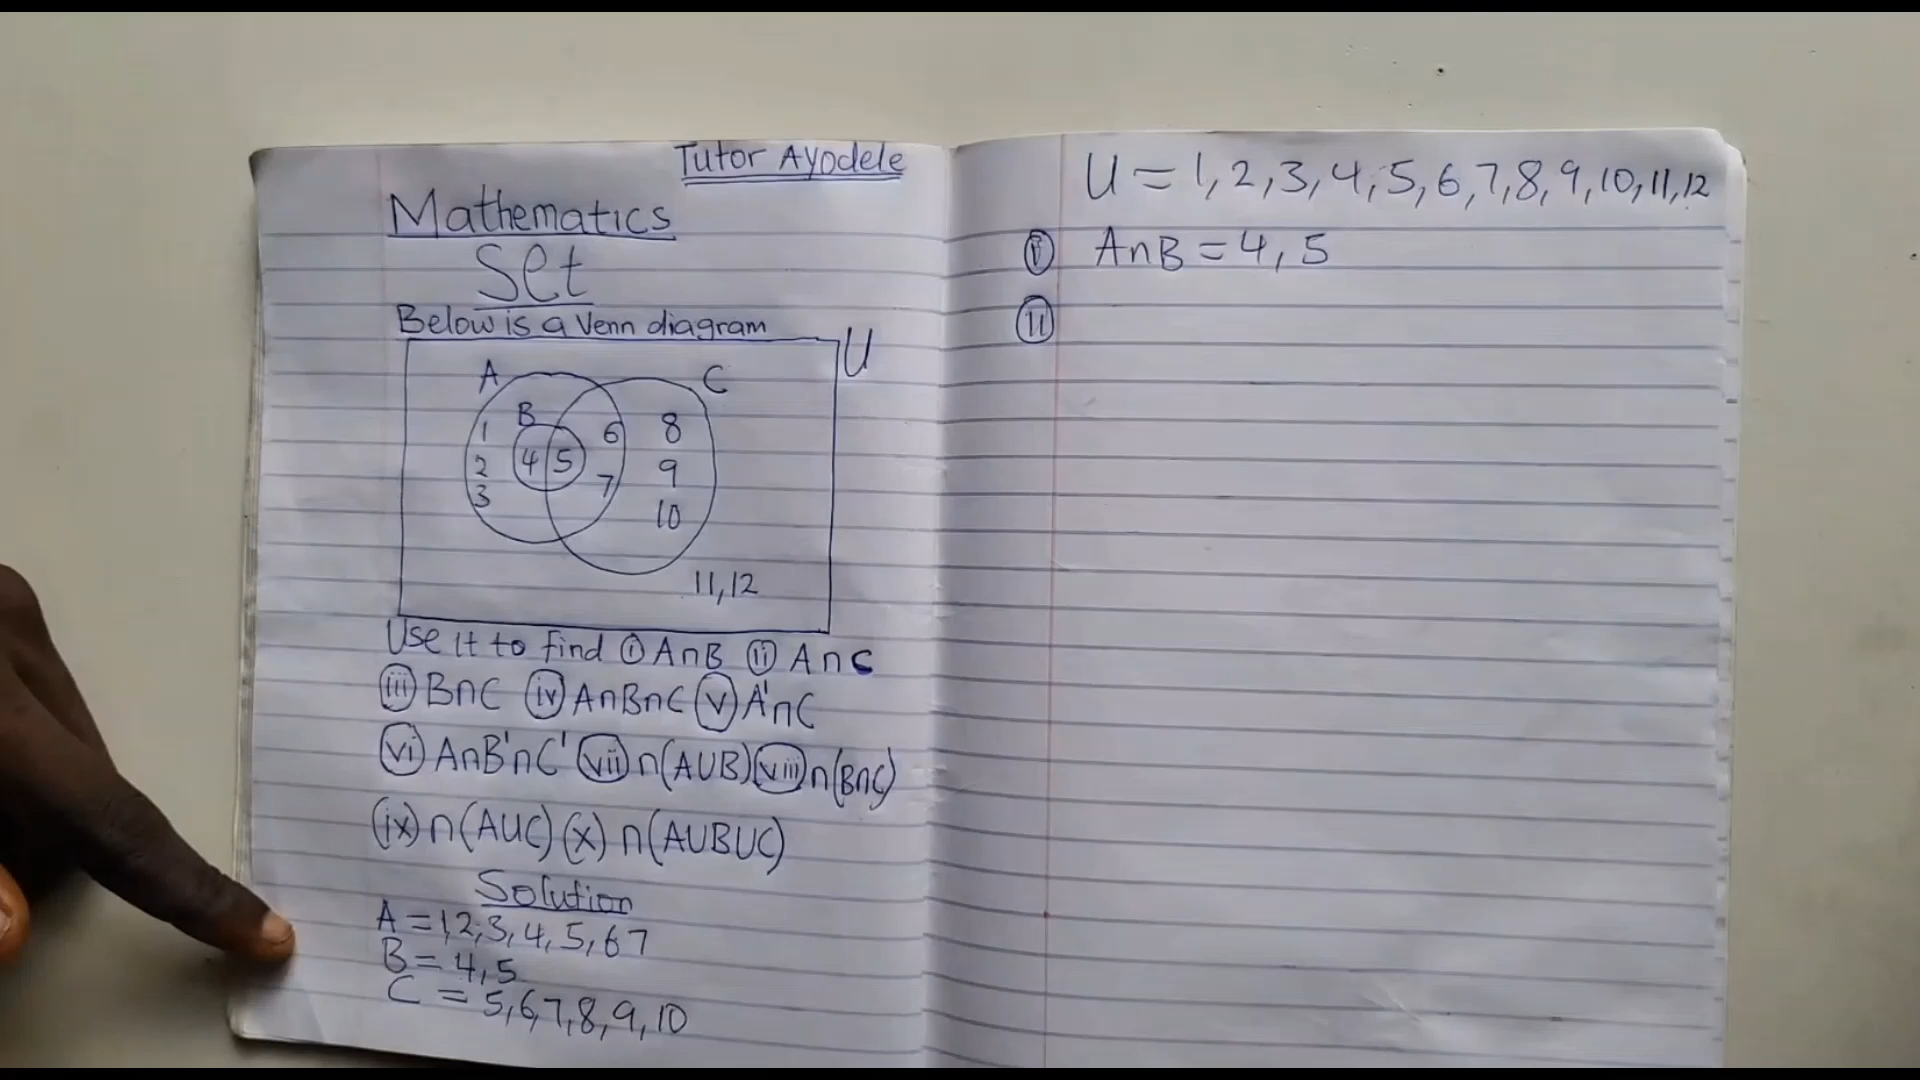 Tutor Ayodele
Mathematics
Set
Below is a Venn diagram
U
A C
B
1 6 8
4 5
2 9
3 7
10
11,12
Use it to find (i) A∩B (ii) A∩C
(iii) B∩C (iv) A∩B∩C (v) A'∩C
(vi) A∩B'∩C' (vii) n(AUB) (viii) n(B∩C)
(ix) n(AUC) (x) n(AUBUC)
Solution
A = 1,2,3,4,5,6 7
B = 4,5
C = 5,6,7,8,9,10
U = 1,2,3,4,5,6,7,8,9,10,11,12
(i) A∩B = 4,5
(ii)